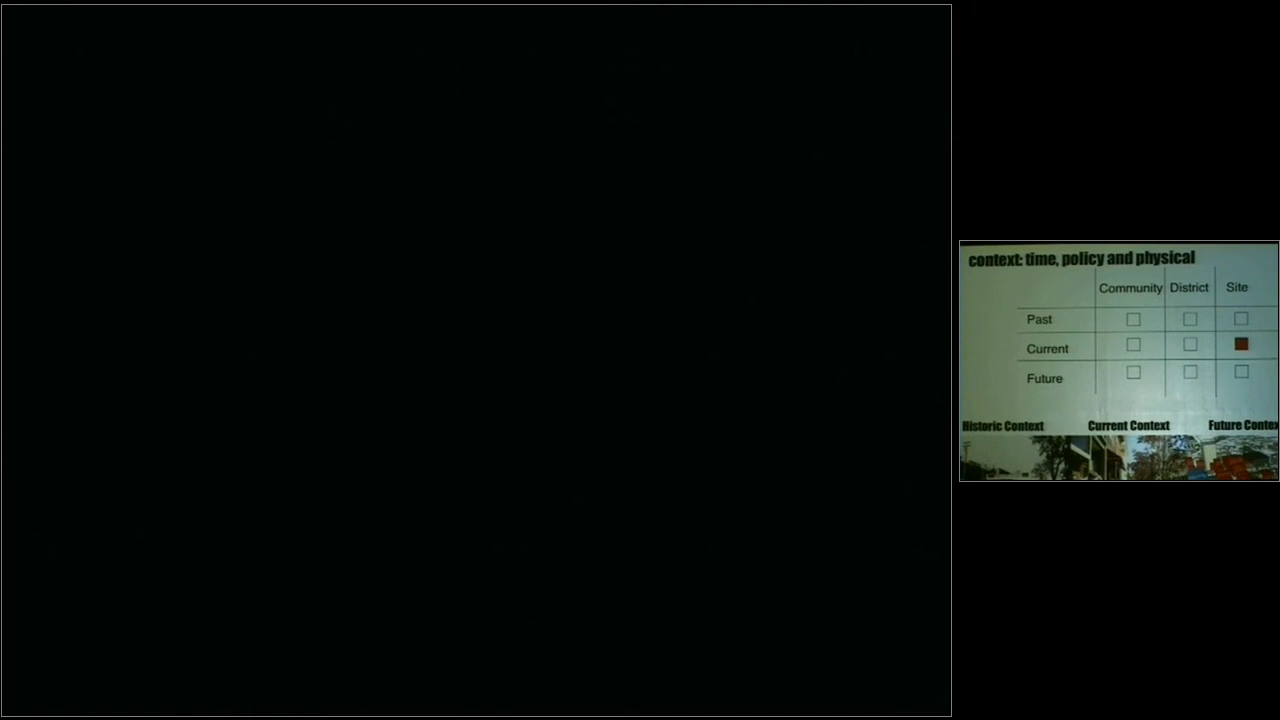 context: time, policy and physical
Community District Site
Past
Current
Future
Historic Context Current Context Future Contex